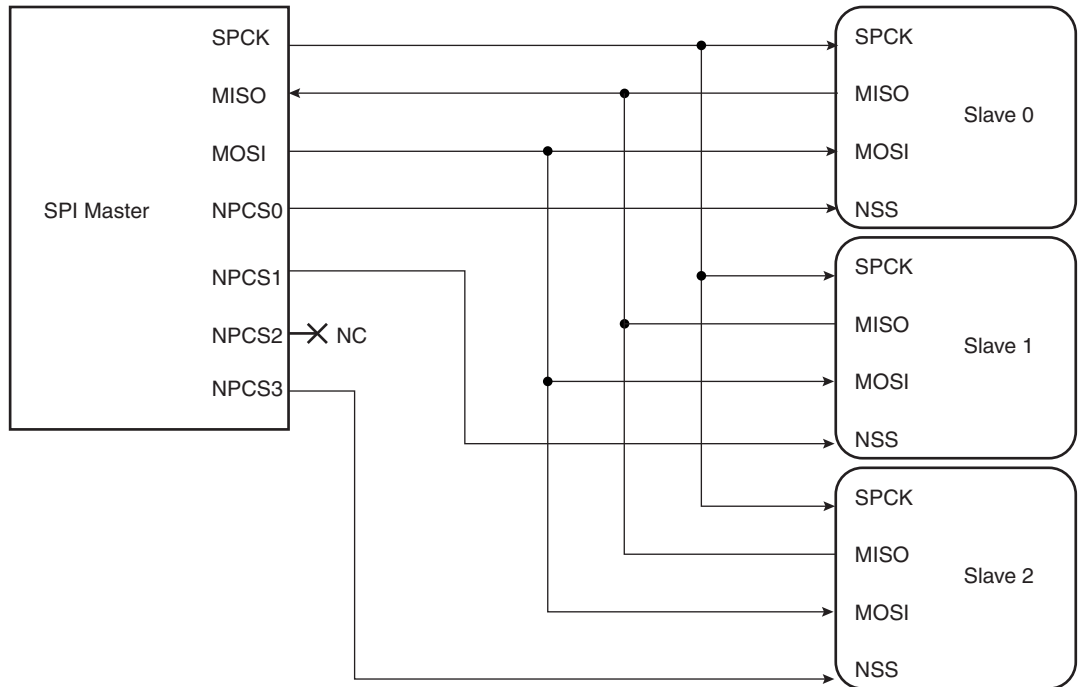 SPI Master
SPCK
MISO
MOSI
NPCS0
NPCS1
NPCS2
NC
NPCS3
SPCK
MISO
Slave 0
MOSI
NSS
SPCK
MISO
Slave 1
MOSI
NSS
SPCK
MISO
Slave 2
MOSI
NSS